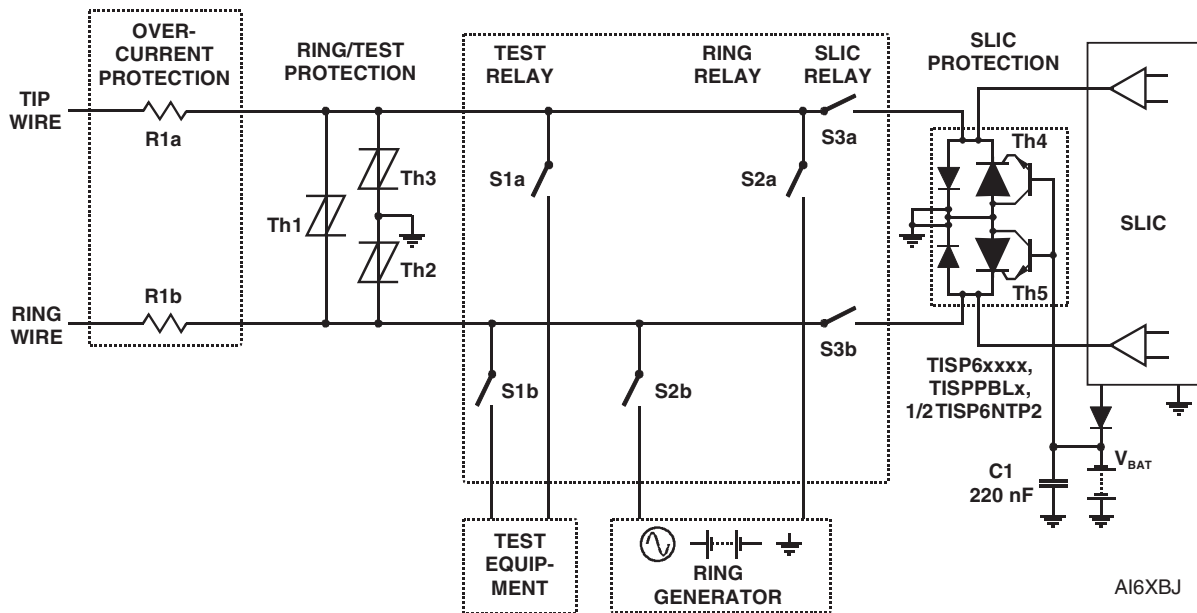 OVER-
CURRENT
PROTECTION
RING/TEST
PROTECTION
TEST
RELAY
RING
RELAY
SLIC
RELAY
SLIC
PROTECTION
TIP
WIRE
R1a
S3a
Th4
Th3
S1a
S2a
Th1
SLIC
Th2
R1b
Th5
RING
WIRE
S3b
S1b
S2b
TISP6xxxx,
TISPPBLx,
1/2 TISP6NTP2
C1
220 nF
VBAT
TEST
EQUIP-
MENT
RING
GENERATOR
AI6XBJ